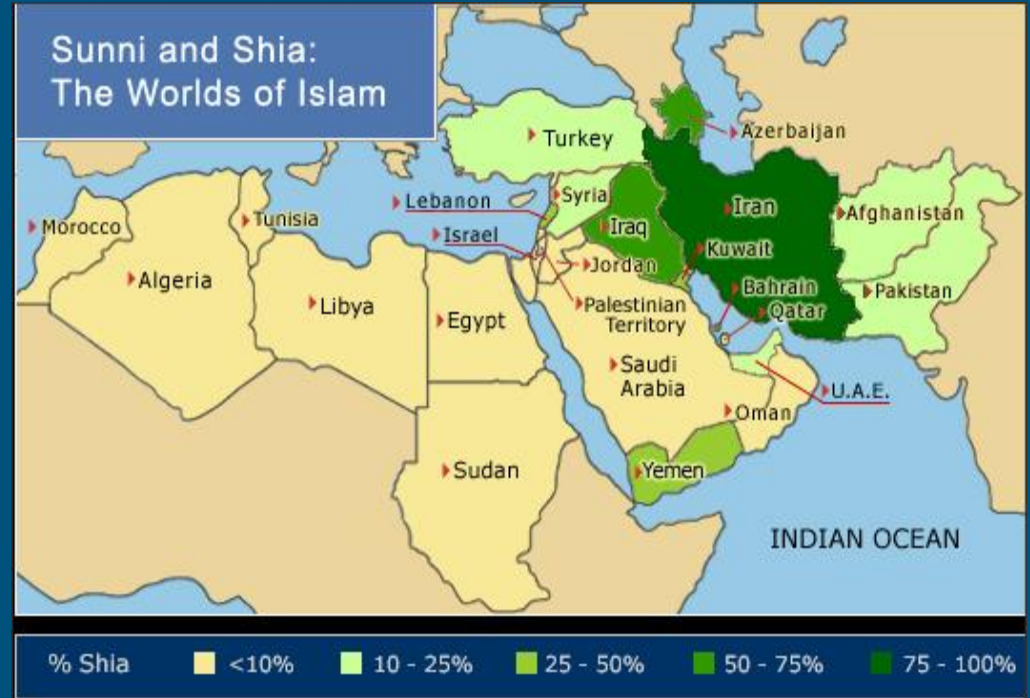 Sunni and Shia:
The Worlds of Islam
Azerbaijan
Turkey
Lebanon
Syria
Iran
Afghanistan
Morocco
Tunisia
Israel
Iraq
Kuwait
Jordan
Algeria
Bahrain
Pakistan
Libya
Egypt
Palestinian
Territory
Qatar
Saudi
Arabia
U.A.E.
Oman
Sudan
Yemen
INDIAN OCEAN
% Shia <10% 10 - 25% 25 - 50% 50 - 75% 75 - 100%